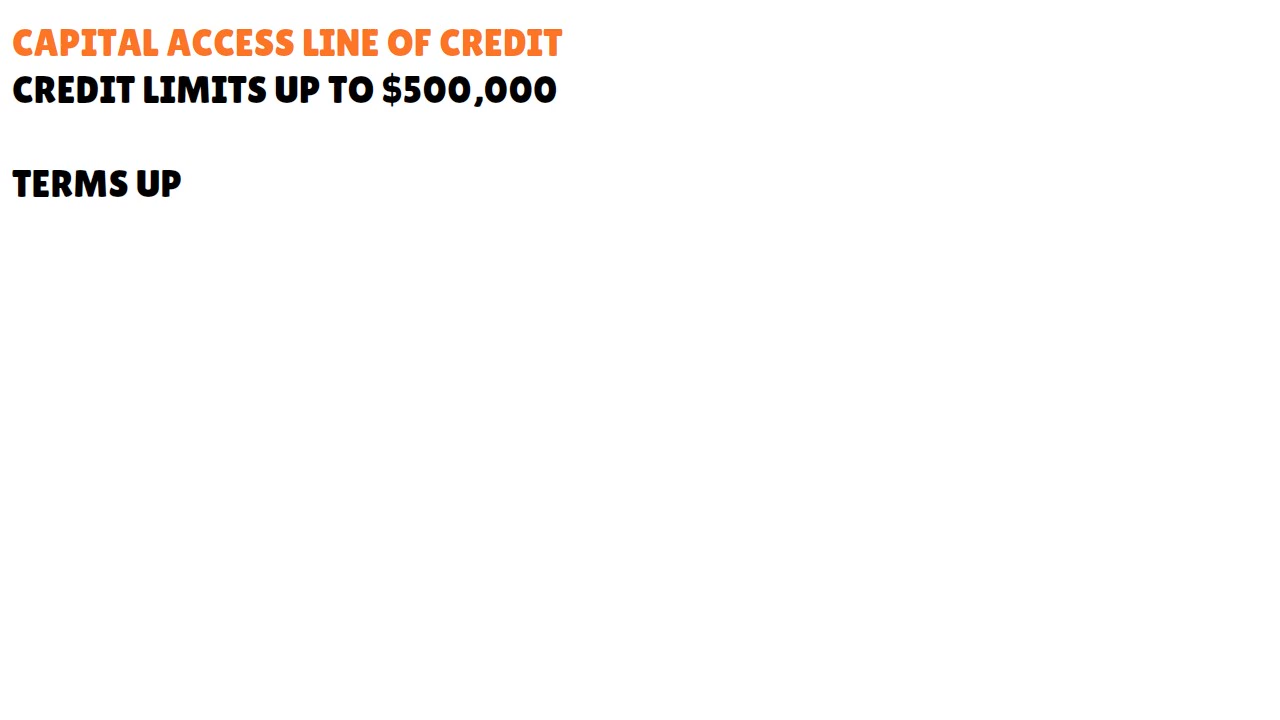 CAPITAL ACCESS LINE OF CREDIT
CREDIT LIMITS UP TO $500,000
TERMS UP